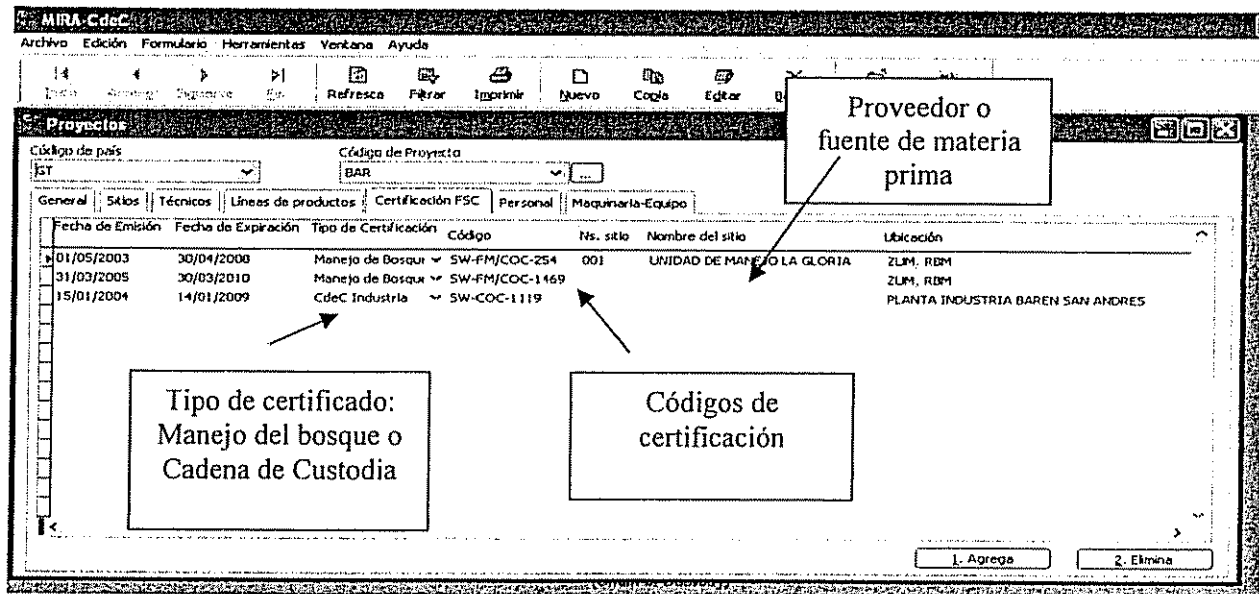 MIRA-CdeC
Archivo Edición Formulario Herramientas Ventana Ayuda
Refresca Filtrar Imprimir Nuevo Copia Editar
Proveedor o
fuente de materia
prima
Proyectos
Código de país Código de Proyecto
GT BAR ...
General Sitios Técnicos Líneas de productos Certificación FSC Personal Maquinaria-Equipo
Fecha de Emisión Fecha de Expiración Tipo de Certificación Código Ns. sitio Nombre del sitio Ubicación
01/05/2003 30/04/2008 Manejo de Bosque SW-FM/COC-254 001 UNIDAD DE MANEJO LA GLORIA ZUM, RBM
31/03/2005 30/03/2010 Manejo de Bosque SW-FM/COC-1469 ZUM, RBM
15/01/2004 14/01/2009 CdeC Industria SW-COC-1119 PLANTA INDUSTRIA BAREN SAN ANDRES
Tipo de certificado:
Manejo del bosque o
Cadena de Custodia
Códigos de
certificación
1. Agrega 2. Elimina